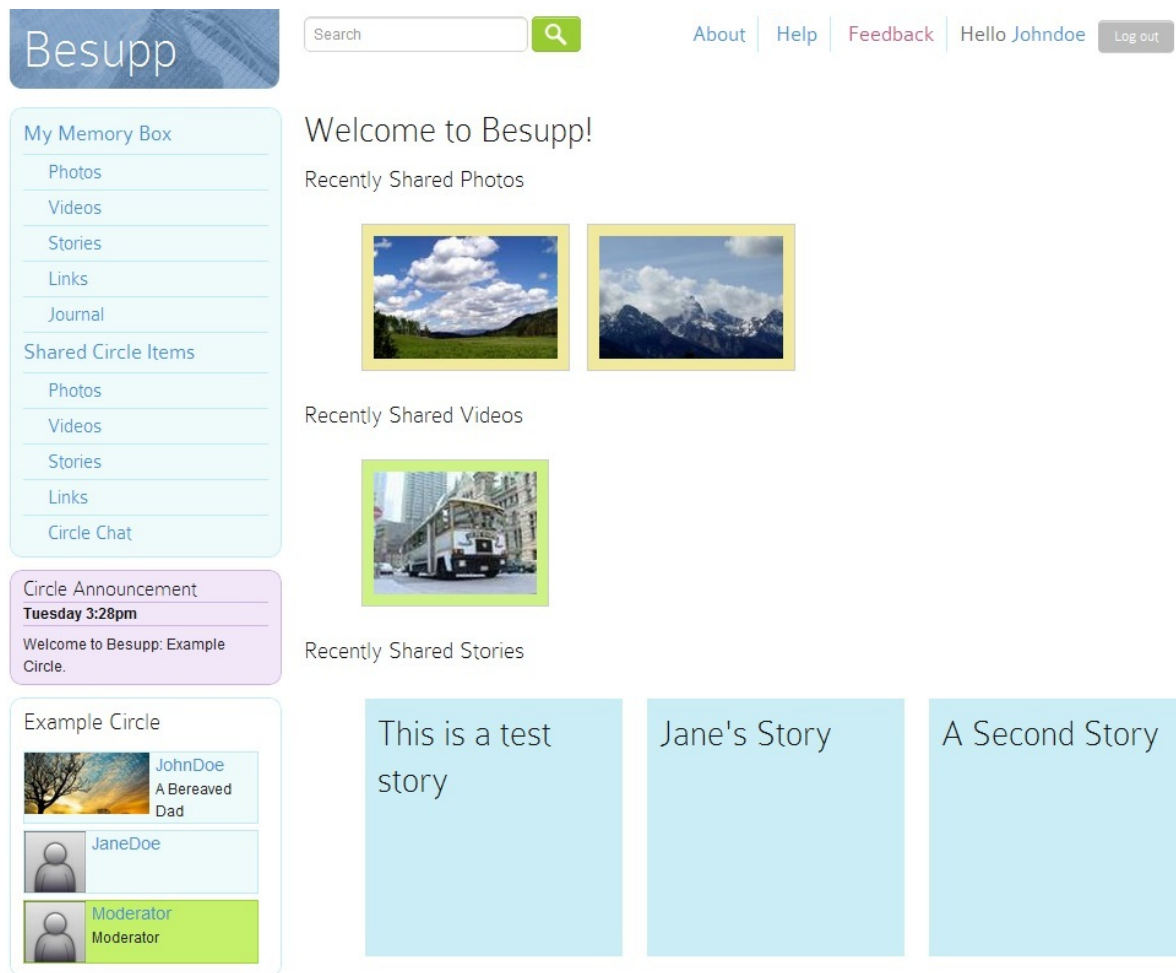 Besupp
Search
About
Help
Feedback
Hello Johndoe
Log out
My Memory Box
Photos
Videos
Stories
Links
Journal
Shared Circle Items
Photos
Videos
Stories
Links
Circle Chat
Circle Announcement
Tuesday 3:28pm
Welcome to Besupp: Example
Circle.
Example Circle
JohnDoe
A Bereaved
Dad
JaneDoe
Moderator
Moderator
Welcome to Besupp!
Recently Shared Photos
Recently Shared Videos
Recently Shared Stories
This is a test
story
Jane's Story
A Second Story